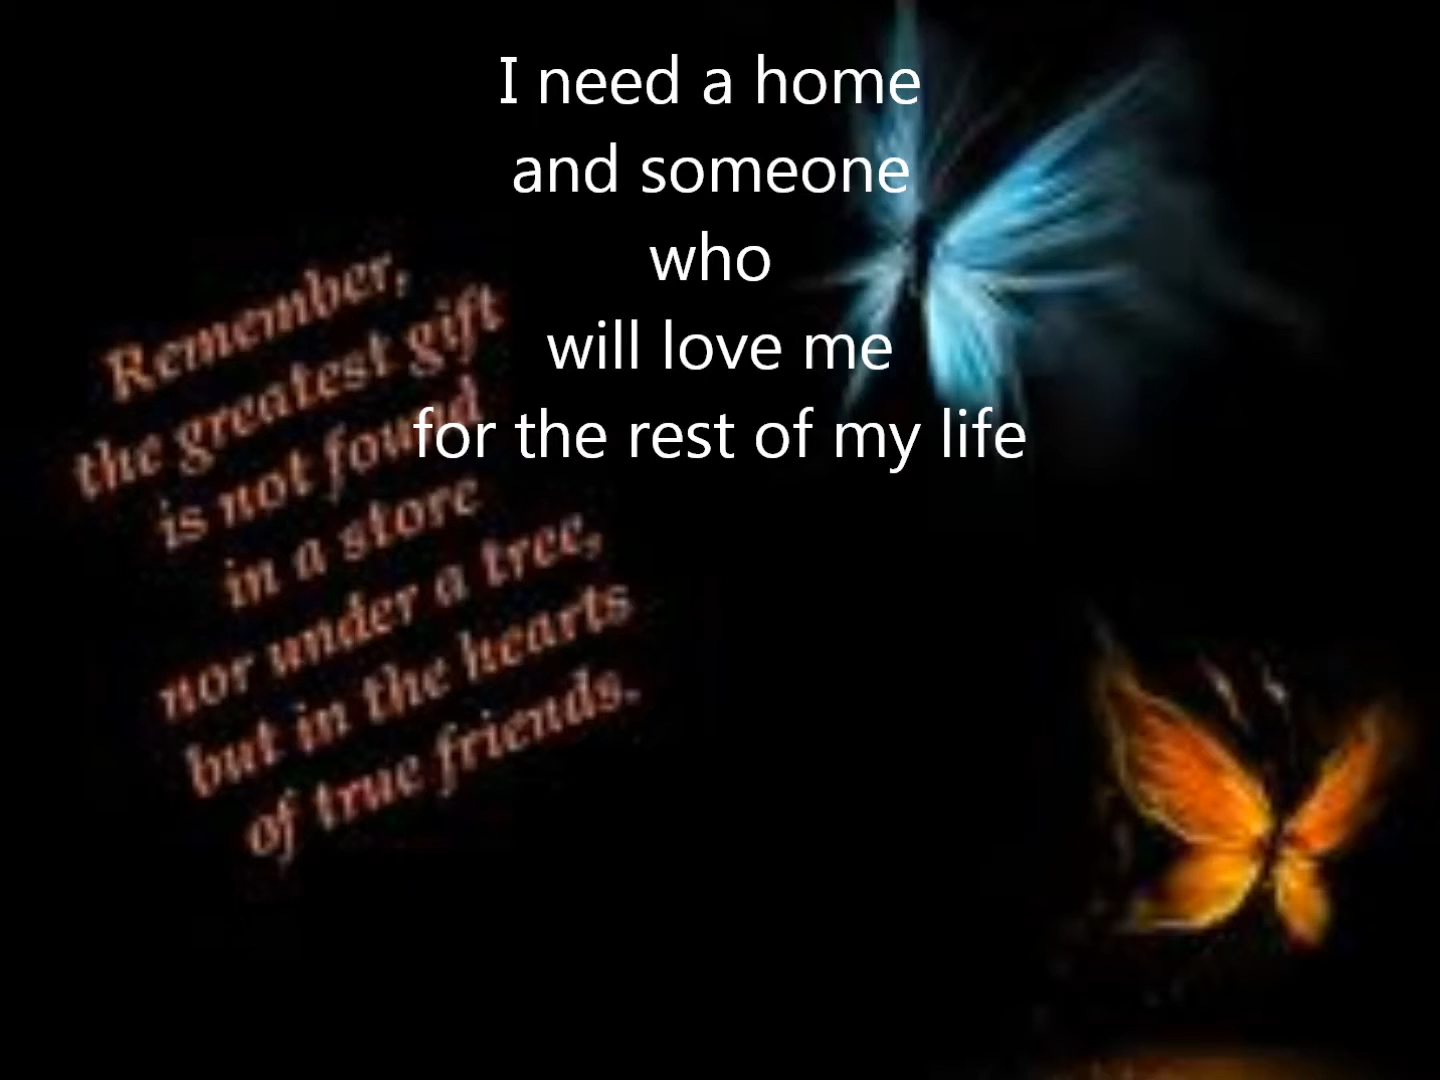 I need a home
and someone
who
will love me
for the rest of my life
Remember,
the greatest gift
is not found
in a store
nor under a tree,
but in the hearts
of true friends.